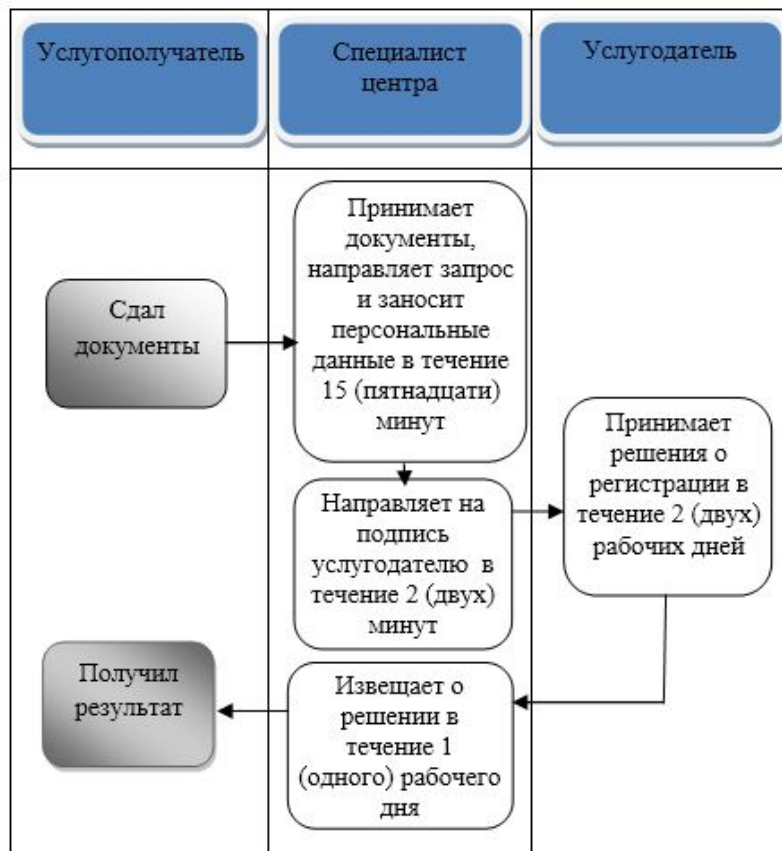 Услугополучатель
Специалист
центра
Услугодатель
Сдал
документы
Принимает
документы,
направляет запрос
и заносит
персональные
данные в течение
15 (пятнадцати)
минут
Направляет на
подпись
услугодателю в
течение 2 (двух)
минут
Принимает
решения о
регистрации в
течение 2 (двух)
рабочих дней
Извещает о
решении в
течение 1
(одного) рабочего
дня
Получил
результат